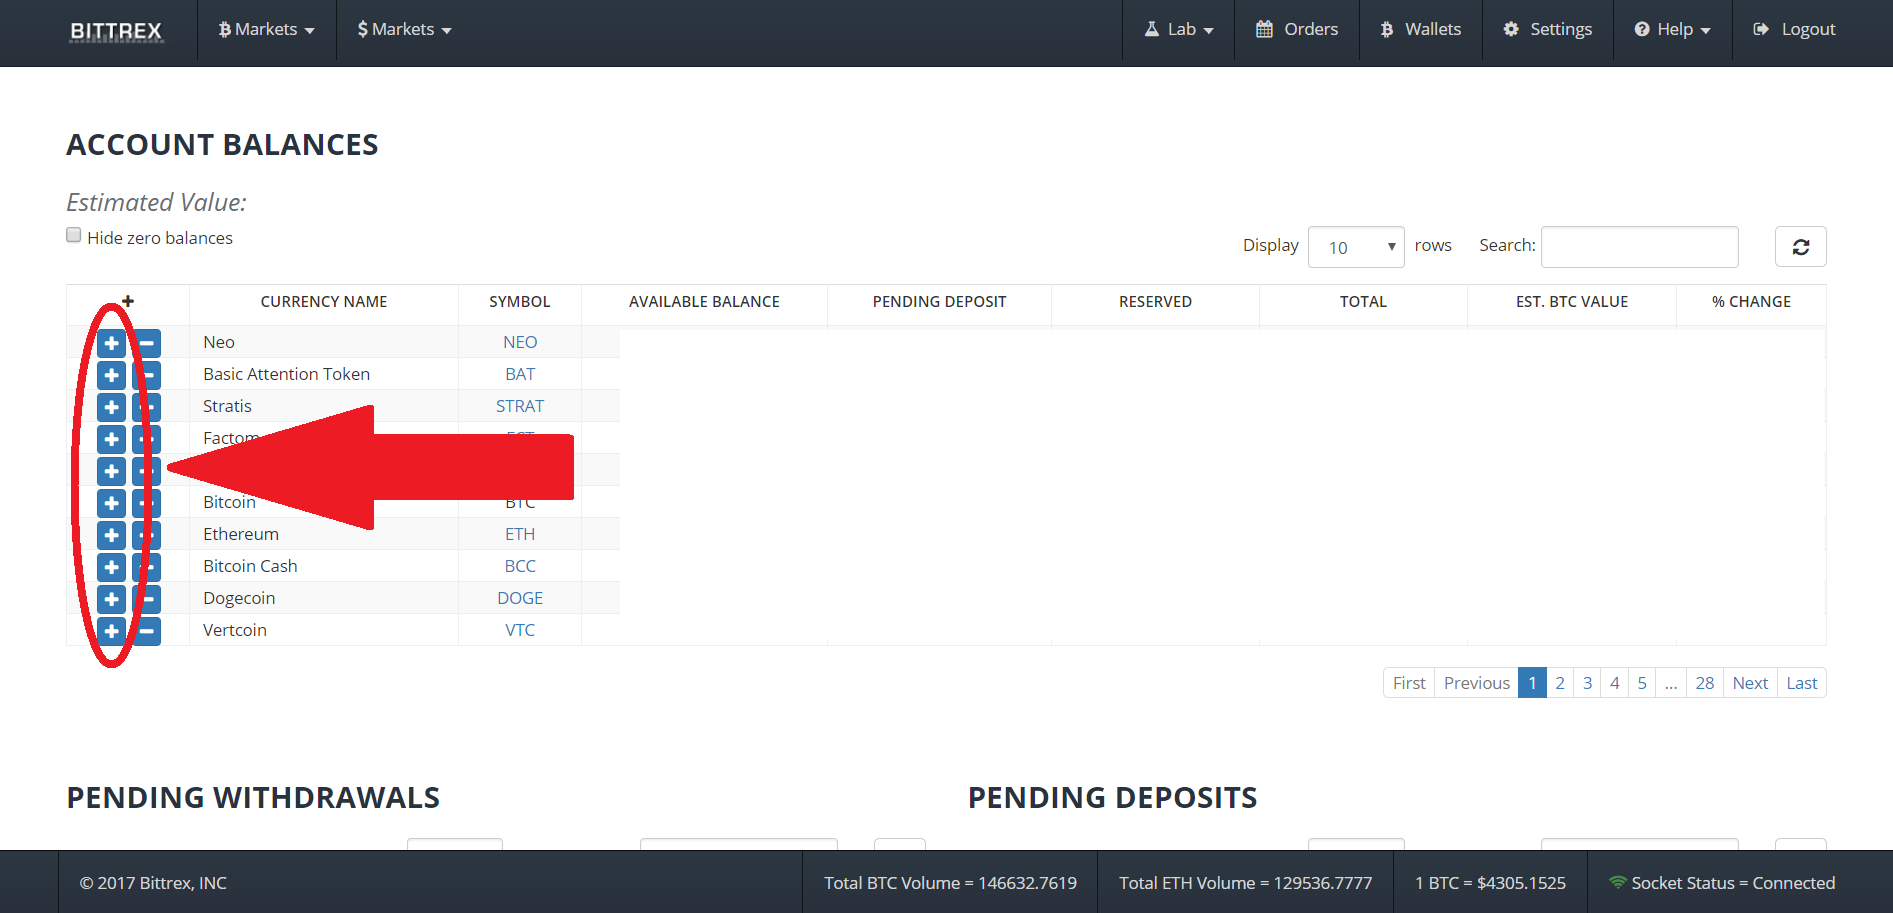 BITTREX ₿ Markets $ Markets Lab Orders ₿ Wallets Settings Help Logout
ACCOUNT BALANCES
Estimated Value:
Hide zero balances
Display 10 rows Search:
+ CURRENCY NAME SYMBOL AVAILABLE BALANCE PENDING DEPOSIT RESERVED TOTAL EST. BTC VALUE % CHANGE
Neo NEO
Basic Attention Token BAT
Stratis STRAT
Factom
Bitcoin BTC
Ethereum ETH
Bitcoin Cash BCC
Dogecoin DOGE
Vertcoin VTC
First Previous 1 2 3 4 5 ... 28 Next Last
PENDING WITHDRAWALS PENDING DEPOSITS
© 2017 Bittrex, INC Total BTC Volume = 146632.7619 Total ETH Volume = 129536.7777 1 BTC = $4305.1525 Socket Status = Connected